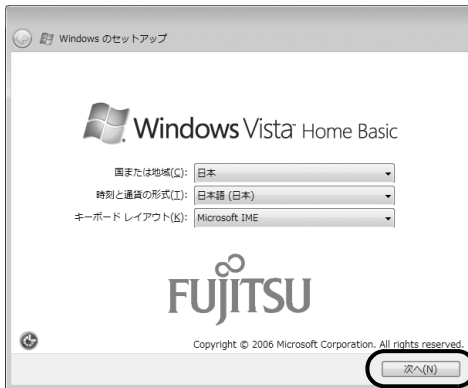 Windows のセットアップ
Windows Vista™ Home Basic
国または地域(C): 日本
時刻と通貨の形式(T): 日本語 (日本)
キーボード レイアウト(K): Microsoft IME
FUJITSU
Copyright © 2006 Microsoft Corporation. All rights reserved.
次へ(N)